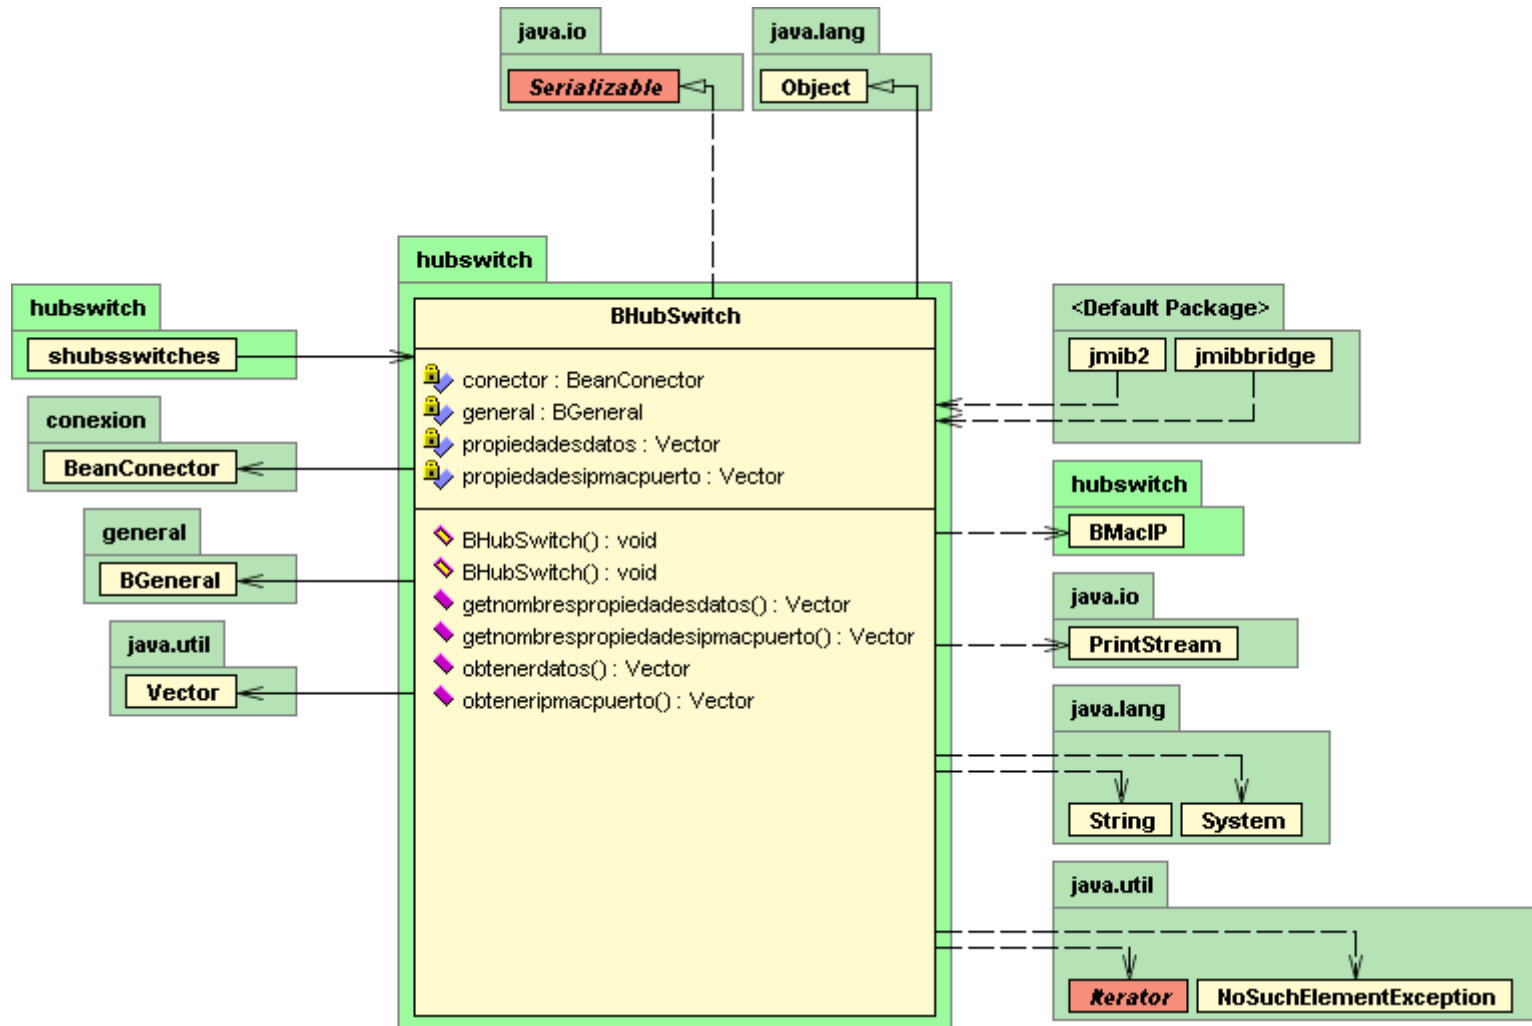 java.io
Serializable
java.lang
Object
hubswitch
shubsswitches
conexion
BeanConector
general
BGeneral
java.util
Vector
hubswitch
BHubSwitch
conector : BeanConector
general : BGeneral
propiedadesdatos : Vector
propiedadesipmacpuerto : Vector
BHubSwitch() : void
BHubSwitch() : void
getnombrespropiedadesdatos() : Vector
getnombrespropiedadesipmacpuerto() : Vector
obtenerdatos() : Vector
obteneripmacpuerto() : Vector
<Default Package>
jmib2 jmibbridge
hubswitch
BMacIP
java.io
PrintStream
java.lang
String System
java.util
Iterator NoSuchElementException